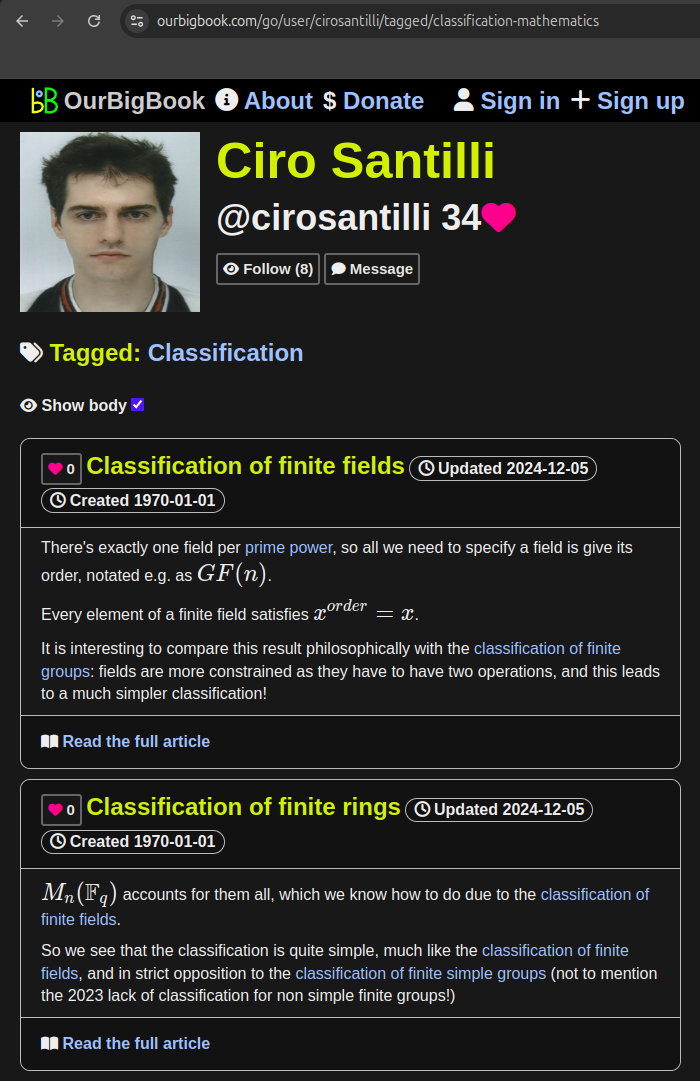 ourbigbook.com/go/user/cirosantilli/tagged/classification-mathematics
OurBigBook About $ Donate Sign in + Sign up
Ciro Santilli
@cirosantilli 34
Follow (8) Message
Tagged: Classification
Show body
0 Classification of finite fields Updated 2024-12-05
Created 1970-01-01
There's exactly one field per prime power, so all we need to specify a field is give its
order, notated e.g. as GF(n).
Every element of a finite field satisfies x^{order} = x.
It is interesting to compare this result philosophically with the classification of finite
groups: fields are more constrained as they have to have two operations, and this leads
to a much simpler classification!
Read the full article
0 Classification of finite rings Updated 2024-12-05
Created 1970-01-01
M_n(𝔽_q) accounts for them all, which we know how to do due to the classification of
finite fields.
So we see that the classification is quite simple, much like the classification of finite
fields, and in strict opposition to the classification of finite simple groups (not to mention
the 2023 lack of classification for non simple finite groups!)
Read the full article